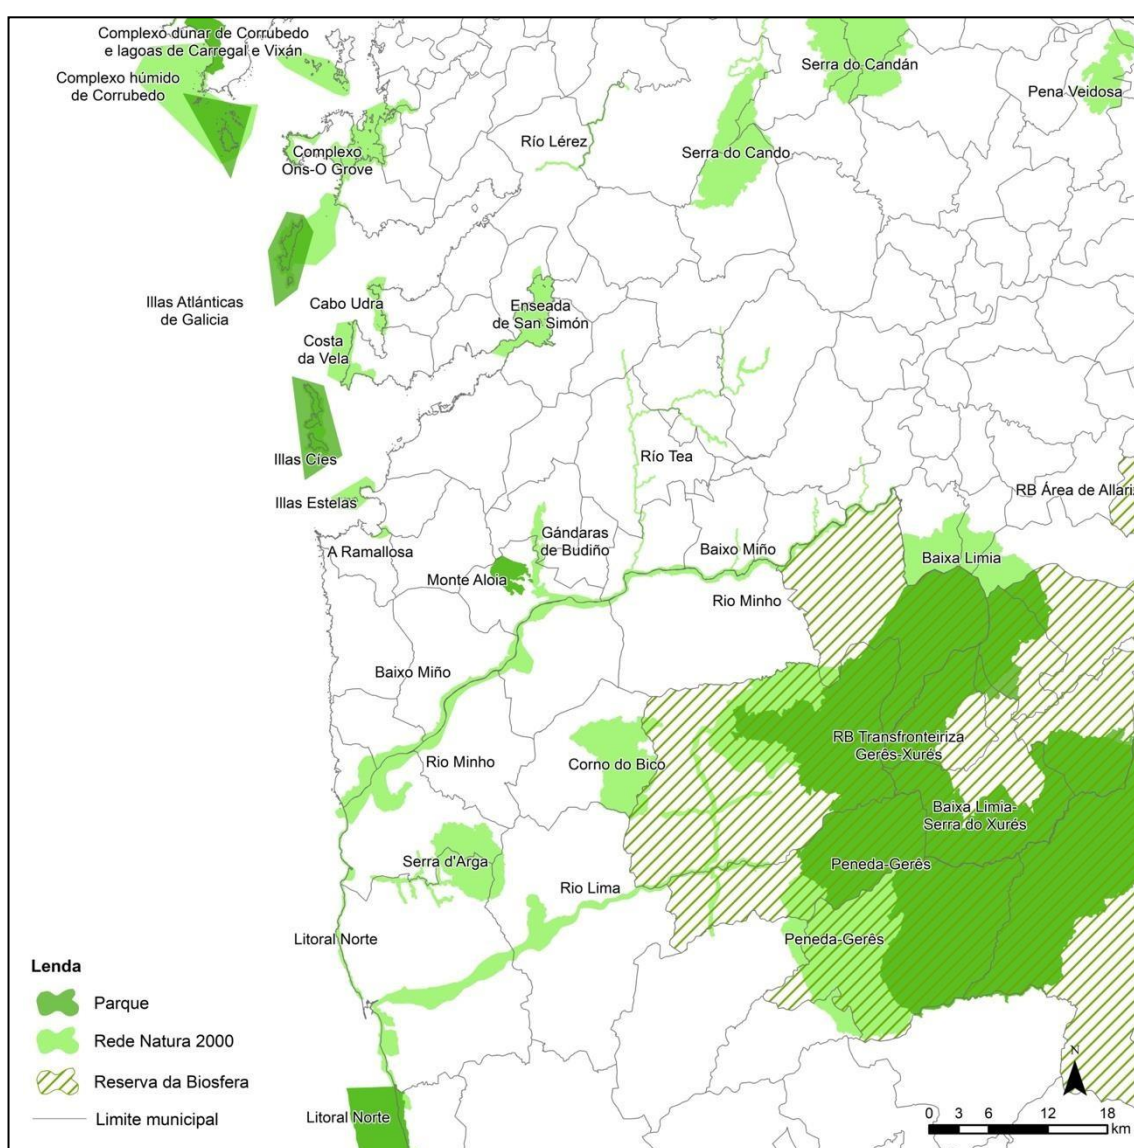 Complexo dunar de Corrubedo
e lagoas de Carregal e Vixán
Complexo húmido
de Corrubedo
Serra do Candán
Pena Veidosa
Río Lérez
Serra do Cando
Complexo
Ons-O Grove
Illas Atlánticas
de Galicia
Cabo Udra
Enseada
de San Simón
Costa
da Vela
Illas Cíes
Río Tea
RB Área de Allariz
Illas Estelas
A Ramallosa
Gándaras
de Budiño
Baixo Miño
Baixa Limia
Monte Aloia
Rio Minho
Baixo Miño
RB Transfronteiriza
Gerês-Xurés
Rio Minho
Corno do Bico
Baixa Limia-
Serra do Xurés
Serra d'Arga
Peneda-Gerês
Rio Lima
Litoral Norte
Peneda-Gerês
Lenda
Parque
Rede Natura 2000
Reserva da Biosfera
Limite municipal
Litoral Norte
N
0 3 6 12 18
km